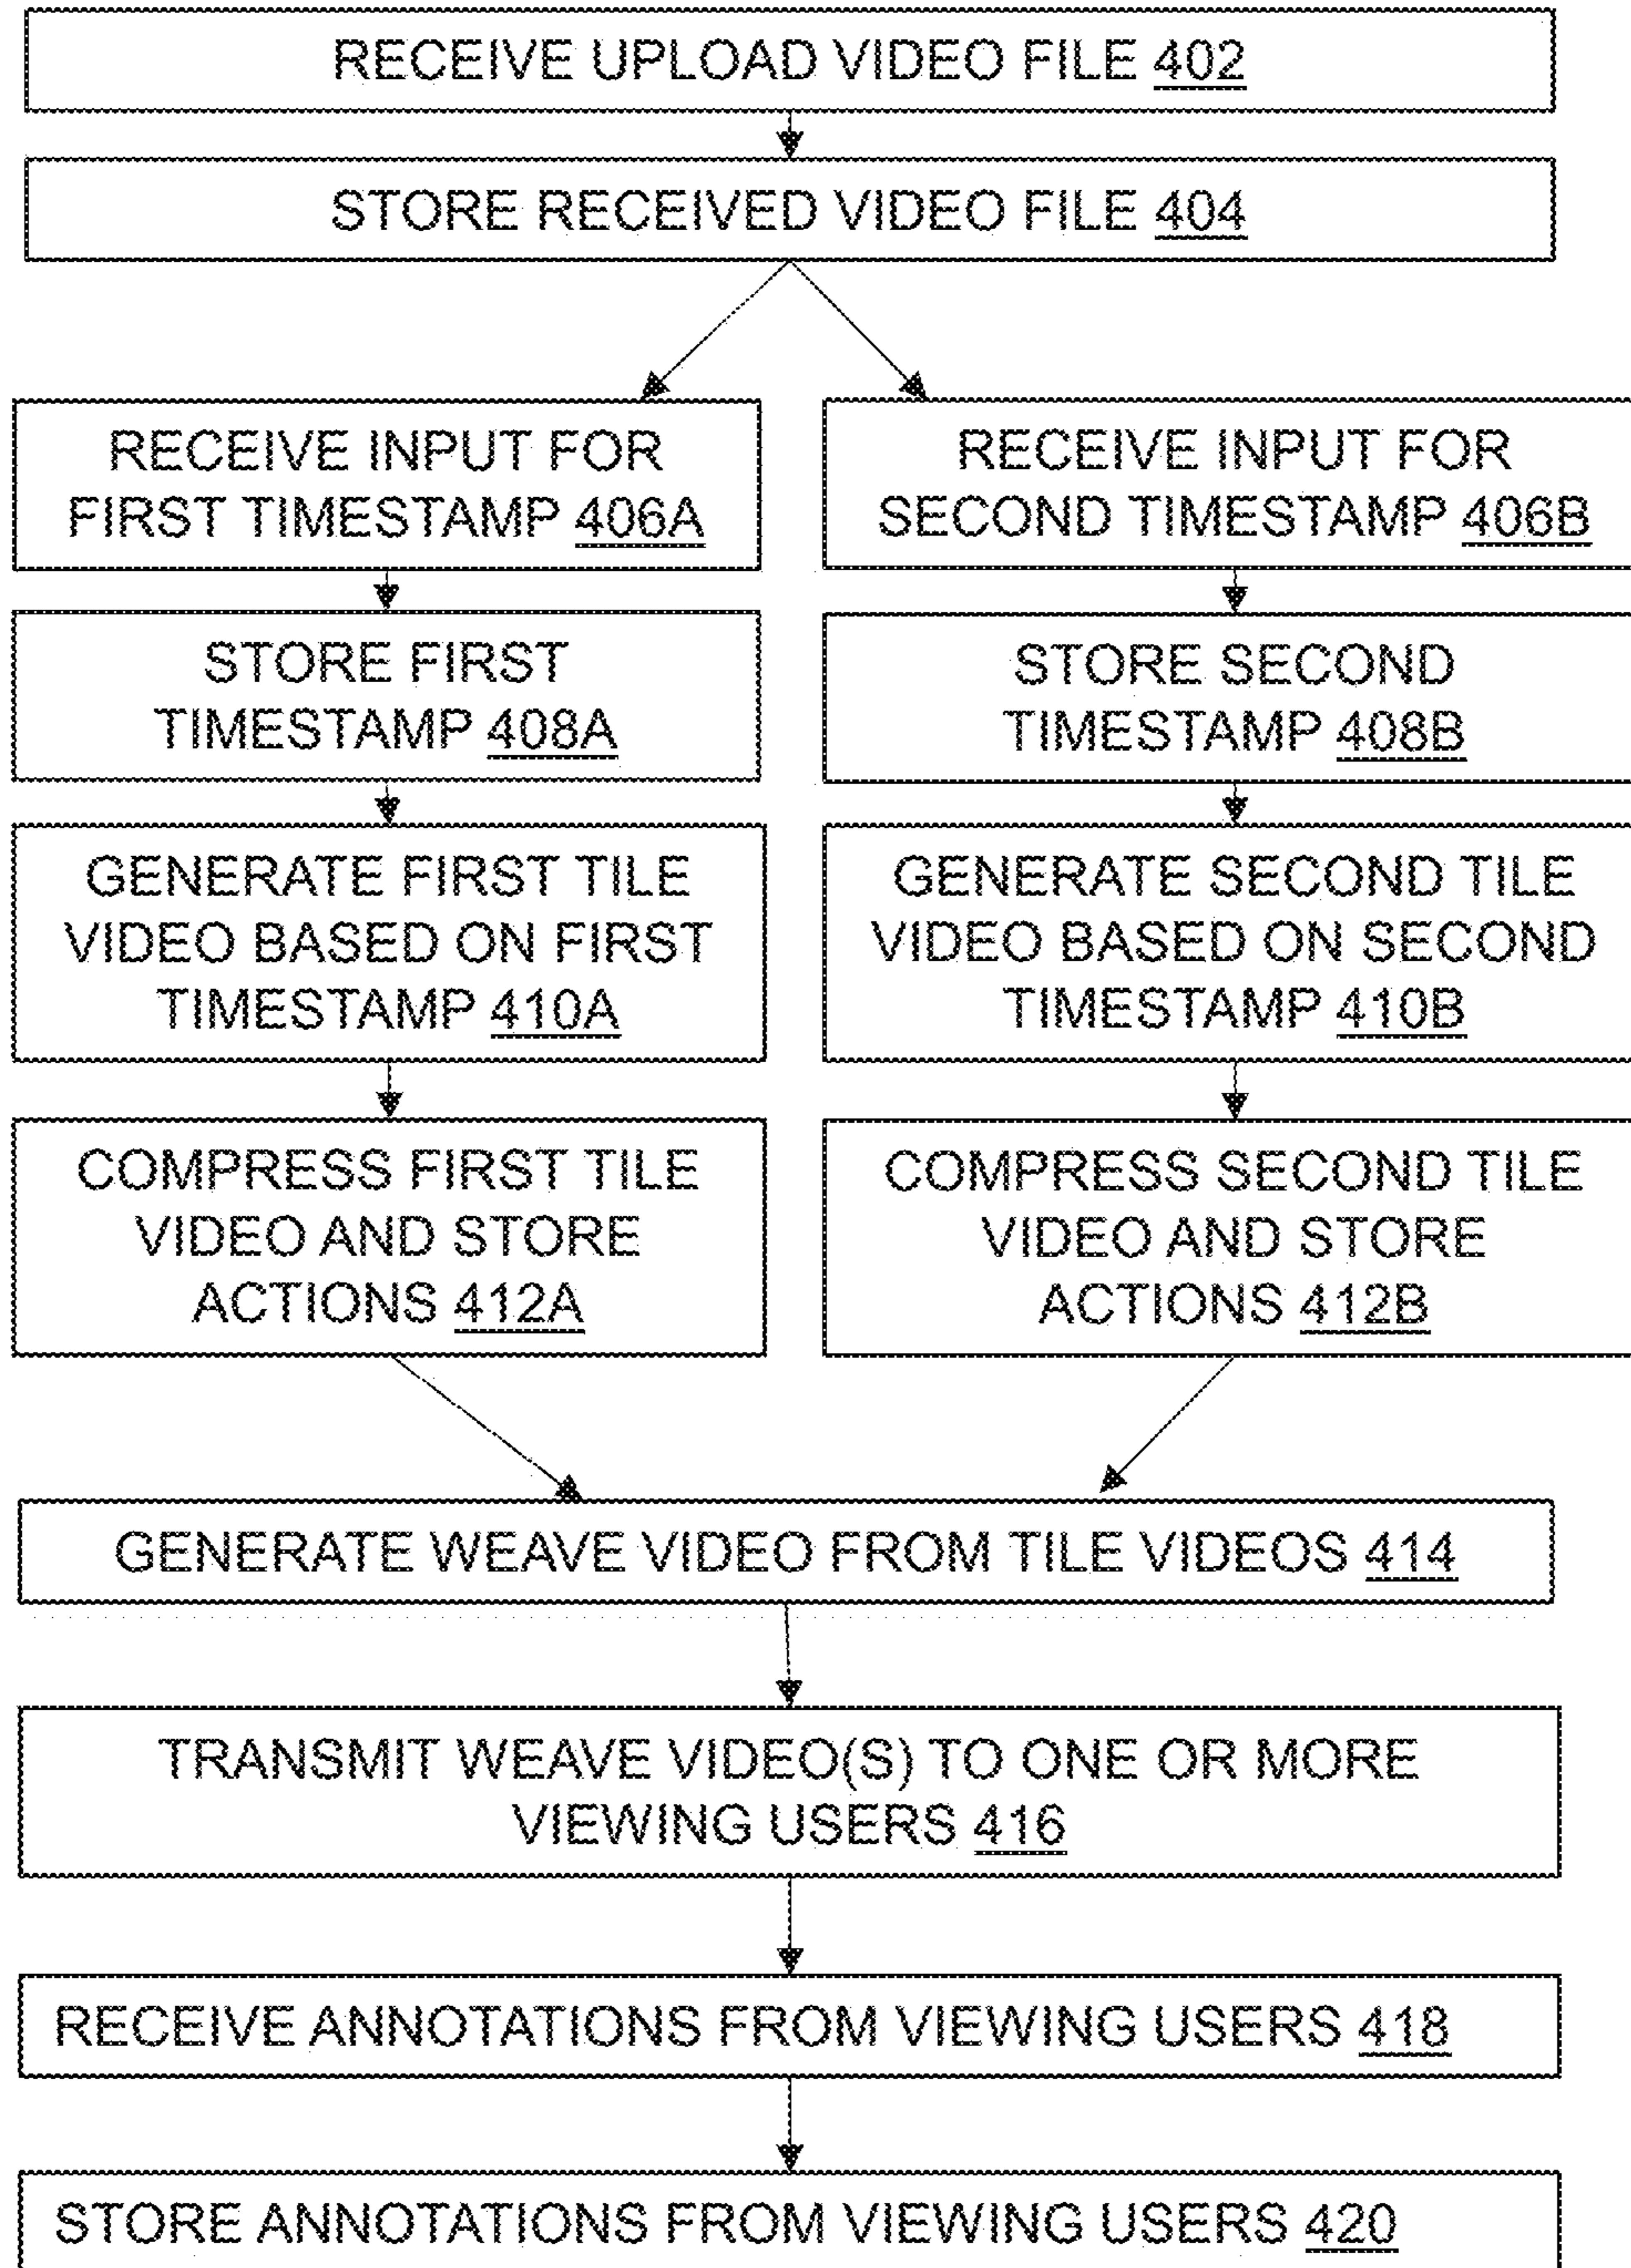 RECEIVE UPLOAD VIDEO FILE 402
STORE RECEIVED VIDEO FILE 404
RECEIVE INPUT FOR
FIRST TIMESTAMP 406A
RECEIVE INPUT FOR
SECOND TIMESTAMP 406B
STORE FIRST
TIMESTAMP 408A
STORE SECOND
TIMESTAMP 408B
GENERATE FIRST TILE
VIDEO BASED ON FIRST
TIMESTAMP 410A
GENERATE SECOND TILE
VIDEO BASED ON SECOND
TIMESTAMP 410B
COMPRESS FIRST TILE
VIDEO AND STORE
ACTIONS 412A
COMPRESS SECOND TILE
VIDEO AND STORE
ACTIONS 412B
GENERATE WEAVE VIDEO FROM TILE VIDEOS 414
TRANSMIT WEAVE VIDEO(S) TO ONE OR MORE
VIEWING USERS 416
RECEIVE ANNOTATIONS FROM VIEWING USERS 418
STORE ANNOTATIONS FROM VIEWING USERS 420